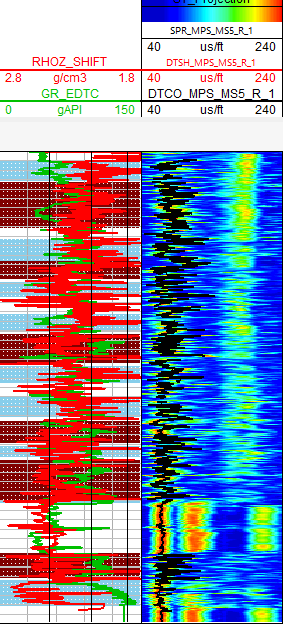 Projection
SPR_MPS_MS5_R_1
40 us/ft 240
RHOZ_SHIFT
2.8 g/cm3 1.8
DTSH_MPS_MS5_R_1
40 us/ft 240
GR_EDTC
0 gAPI 150
DTCO_MPS_MS5_R_1
40 us/ft 240